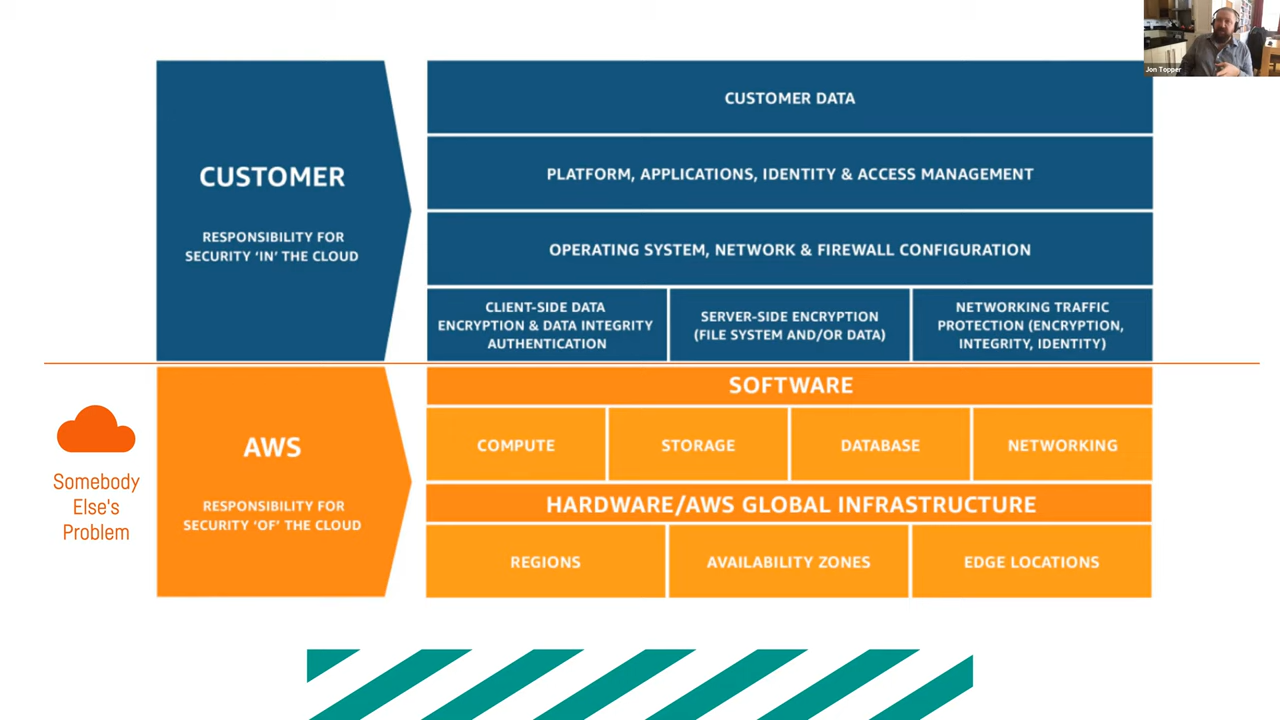 Jon Topper
CUSTOMER DATA
CUSTOMER
RESPONSIBILITY FOR
SECURITY ‘IN’ THE CLOUD
PLATFORM, APPLICATIONS, IDENTITY & ACCESS MANAGEMENT
OPERATING SYSTEM, NETWORK & FIREWALL CONFIGURATION
CLIENT-SIDE DATA
ENCRYPTION & DATA INTEGRITY
AUTHENTICATION
SERVER-SIDE ENCRYPTION
(FILE SYSTEM AND/OR DATA)
NETWORKING TRAFFIC
PROTECTION (ENCRYPTION,
INTEGRITY, IDENTITY)
Somebody
Else's
Problem
AWS
RESPONSIBILITY FOR
SECURITY ‘OF’ THE CLOUD
SOFTWARE
COMPUTE
STORAGE
DATABASE
NETWORKING
HARDWARE/AWS GLOBAL INFRASTRUCTURE
REGIONS
AVAILABILITY ZONES
EDGE LOCATIONS